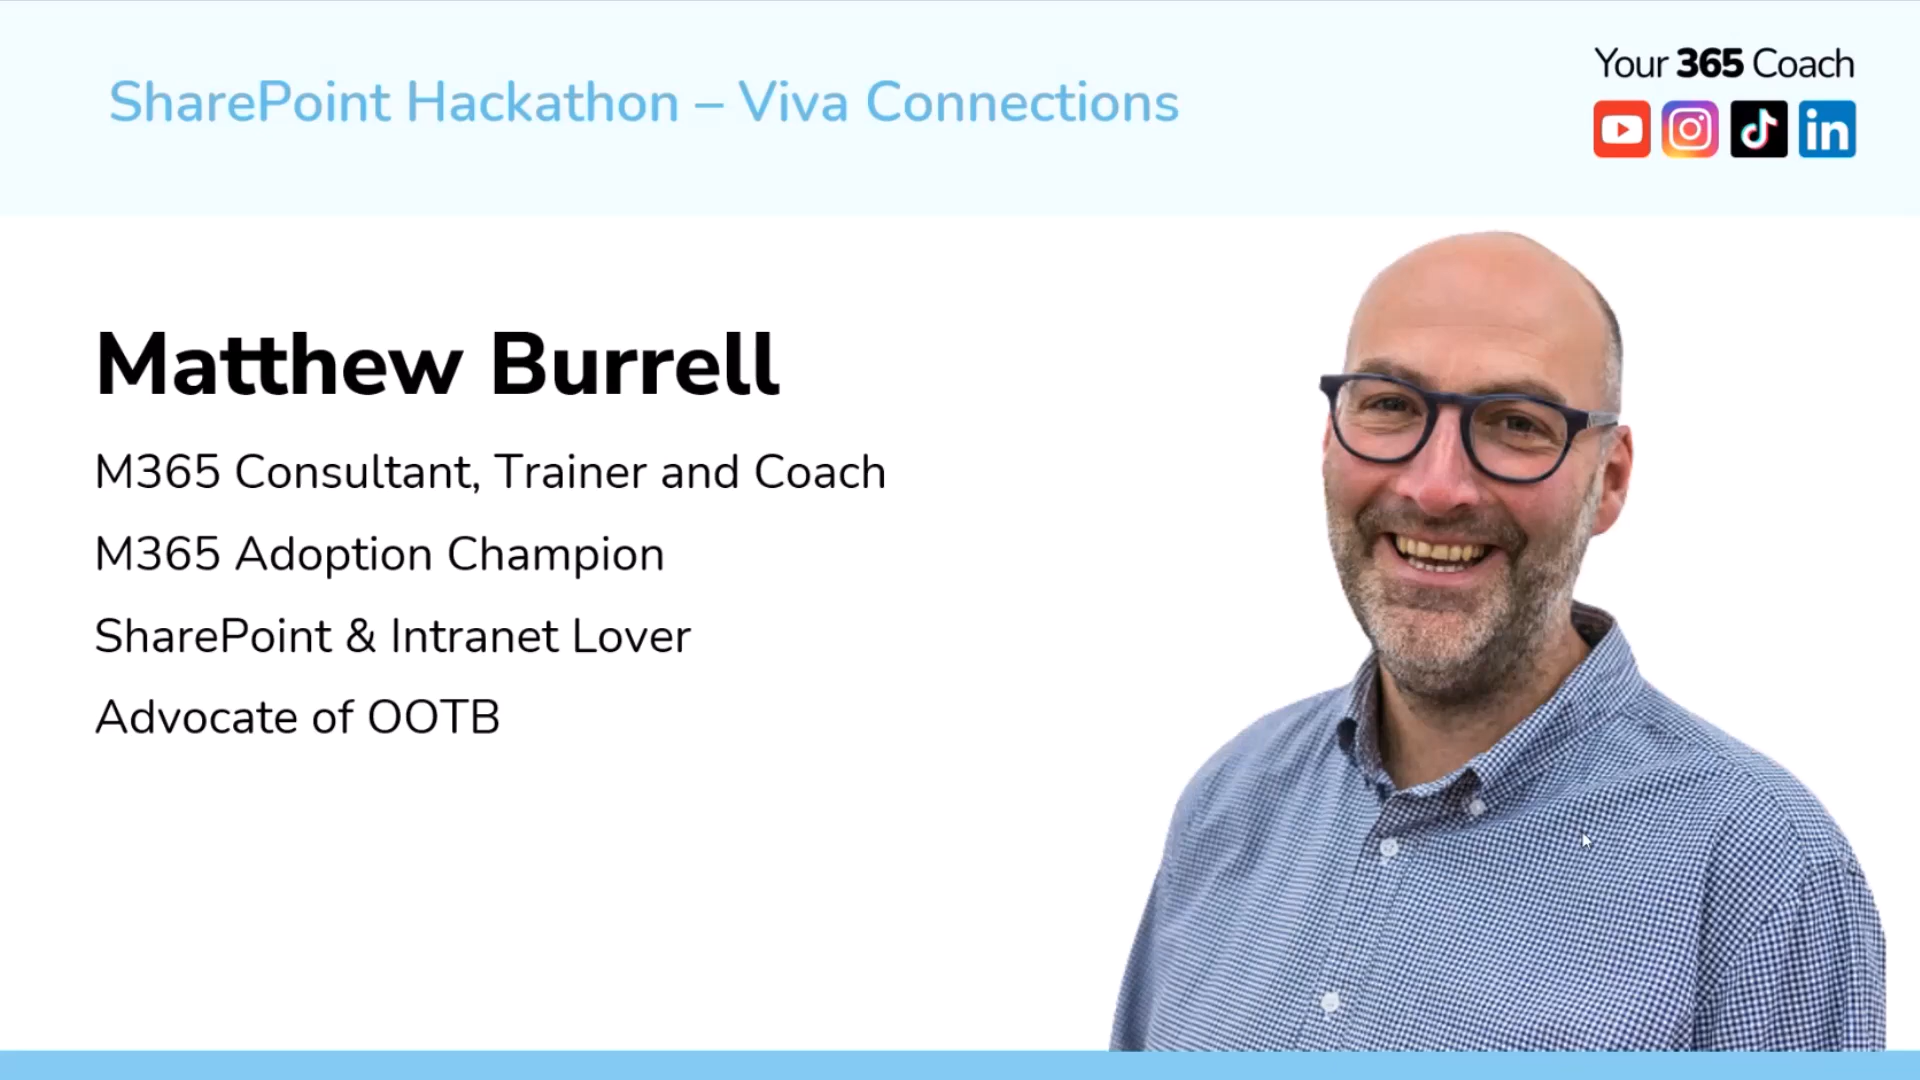 SharePoint Hackathon – Viva Connections
Your 365 Coach
in
Matthew Burrell
M365 Consultant, Trainer and Coach
M365 Adoption Champion
SharePoint & Intranet Lover
Advocate of OOTB